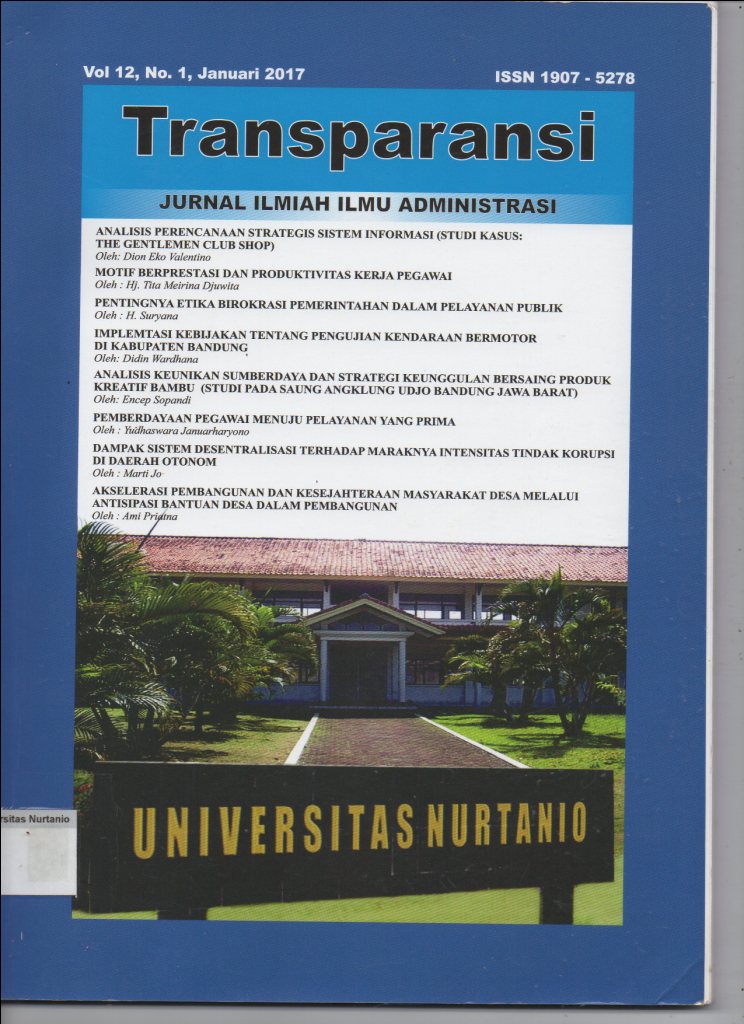 Vol 12, No. 1, Januari 2017
ISSN 1907 - 5278
Transparansi
JURNAL ILMIAH ILMU ADMINISTRASI
ANALISIS PERENCANAAN STRATEGIS SISTEM INFORMASI (STUDI KASUS:
THE GENTLEMEN CLUB SHOP)
Oleh: Dion Eko Valentino
MOTIF BERPRESTASI DAN PRODUKTIVITAS KERJA PEGAWAI
Oleh : Hj. Tita Meirina Djuwita
PENTINGNYA ETIKA BIROKRASI PEMERINTAHAN DALAM PELAYANAN PUBLIK
Oleh : H. Suryana
IMPLEMTASI KEBIJAKAN TENTANG PENGUJIAN KENDARAAN BERMOTOR
DI KABUPATEN BANDUNG
Oleh: Didin Wardhana
ANALISIS KEUNIKAN SUMBERDAYA DAN STRATEGI KEUNGGULAN BERSAING PRODUK
KREATIF BAMBU (STUDI PADA SAUNG ANGKLUNG UDJO BANDUNG JAWA BARAT)
Oleh: Encep Sopandi
PEMBERDAYAAN PEGAWAI MENUJU PELAYANAN YANG PRIMA
Oleh : Yudhaswara Januarharyono
DAMPAK SISTEM DESENTRALISASI TERHADAP MARAKNYA INTENSITAS TINDAK KORUPSI
DI DAERAH OTONOM
Oleh : Marti Jo
AKSELERASI PEMBANGUNAN DAN KESEJAHTERAAN MASYARAKAT DESA MELALUI
ANTISIPASI BANTUAN DESA DALAM PEMBANGUNAN
Oleh : Ami Priatna
UNIVERSITAS NURTANIO
rsitas Nurtanio